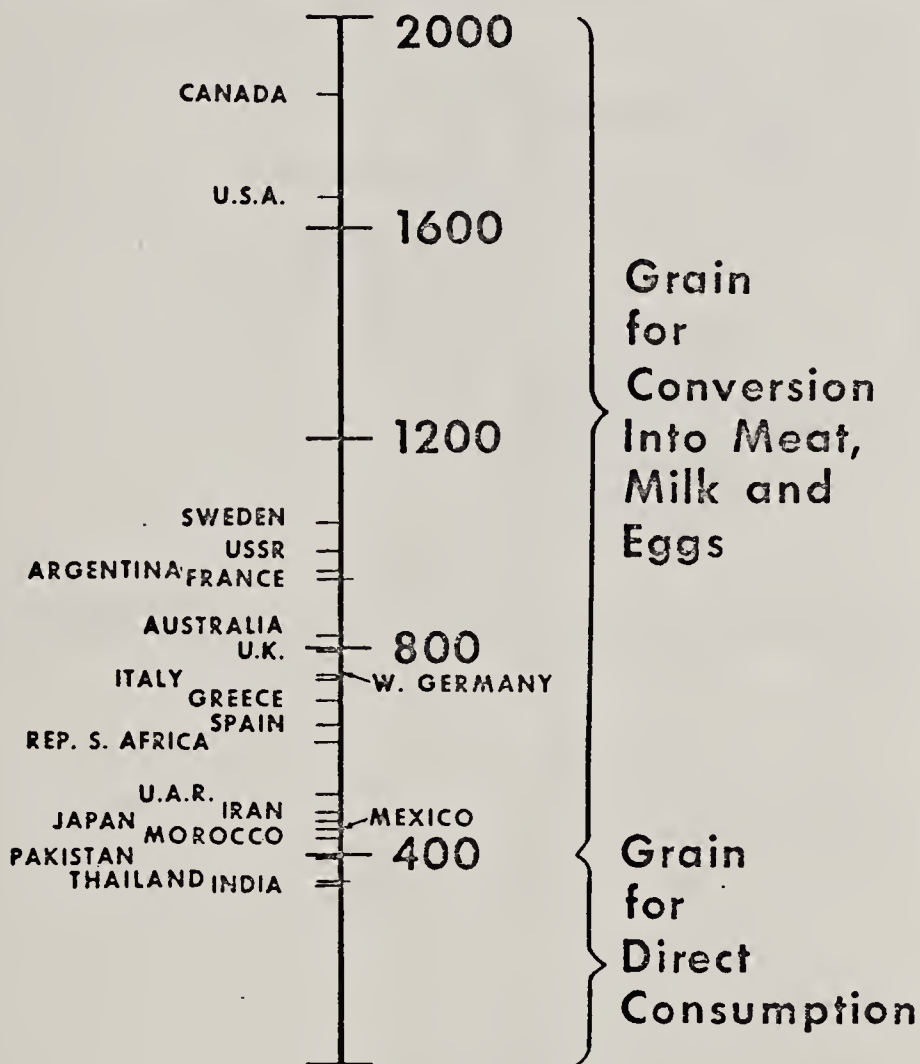 2000
CANADA
U.S.A.
1600
Grain
for
Conversion
Into Meat,
Milk and
Eggs
1200
SWEDEN
USSR
ARGENTINA
FRANCE
AUSTRALIA
U.K.
800
ITALY
W. GERMANY
GREECE
SPAIN
REP. S. AFRICA
U.A.R.
IRAN
JAPAN
MEXICO
MOROCCO
PAKISTAN
400
THAILAND
INDIA
Grain
for
Direct
Consumption